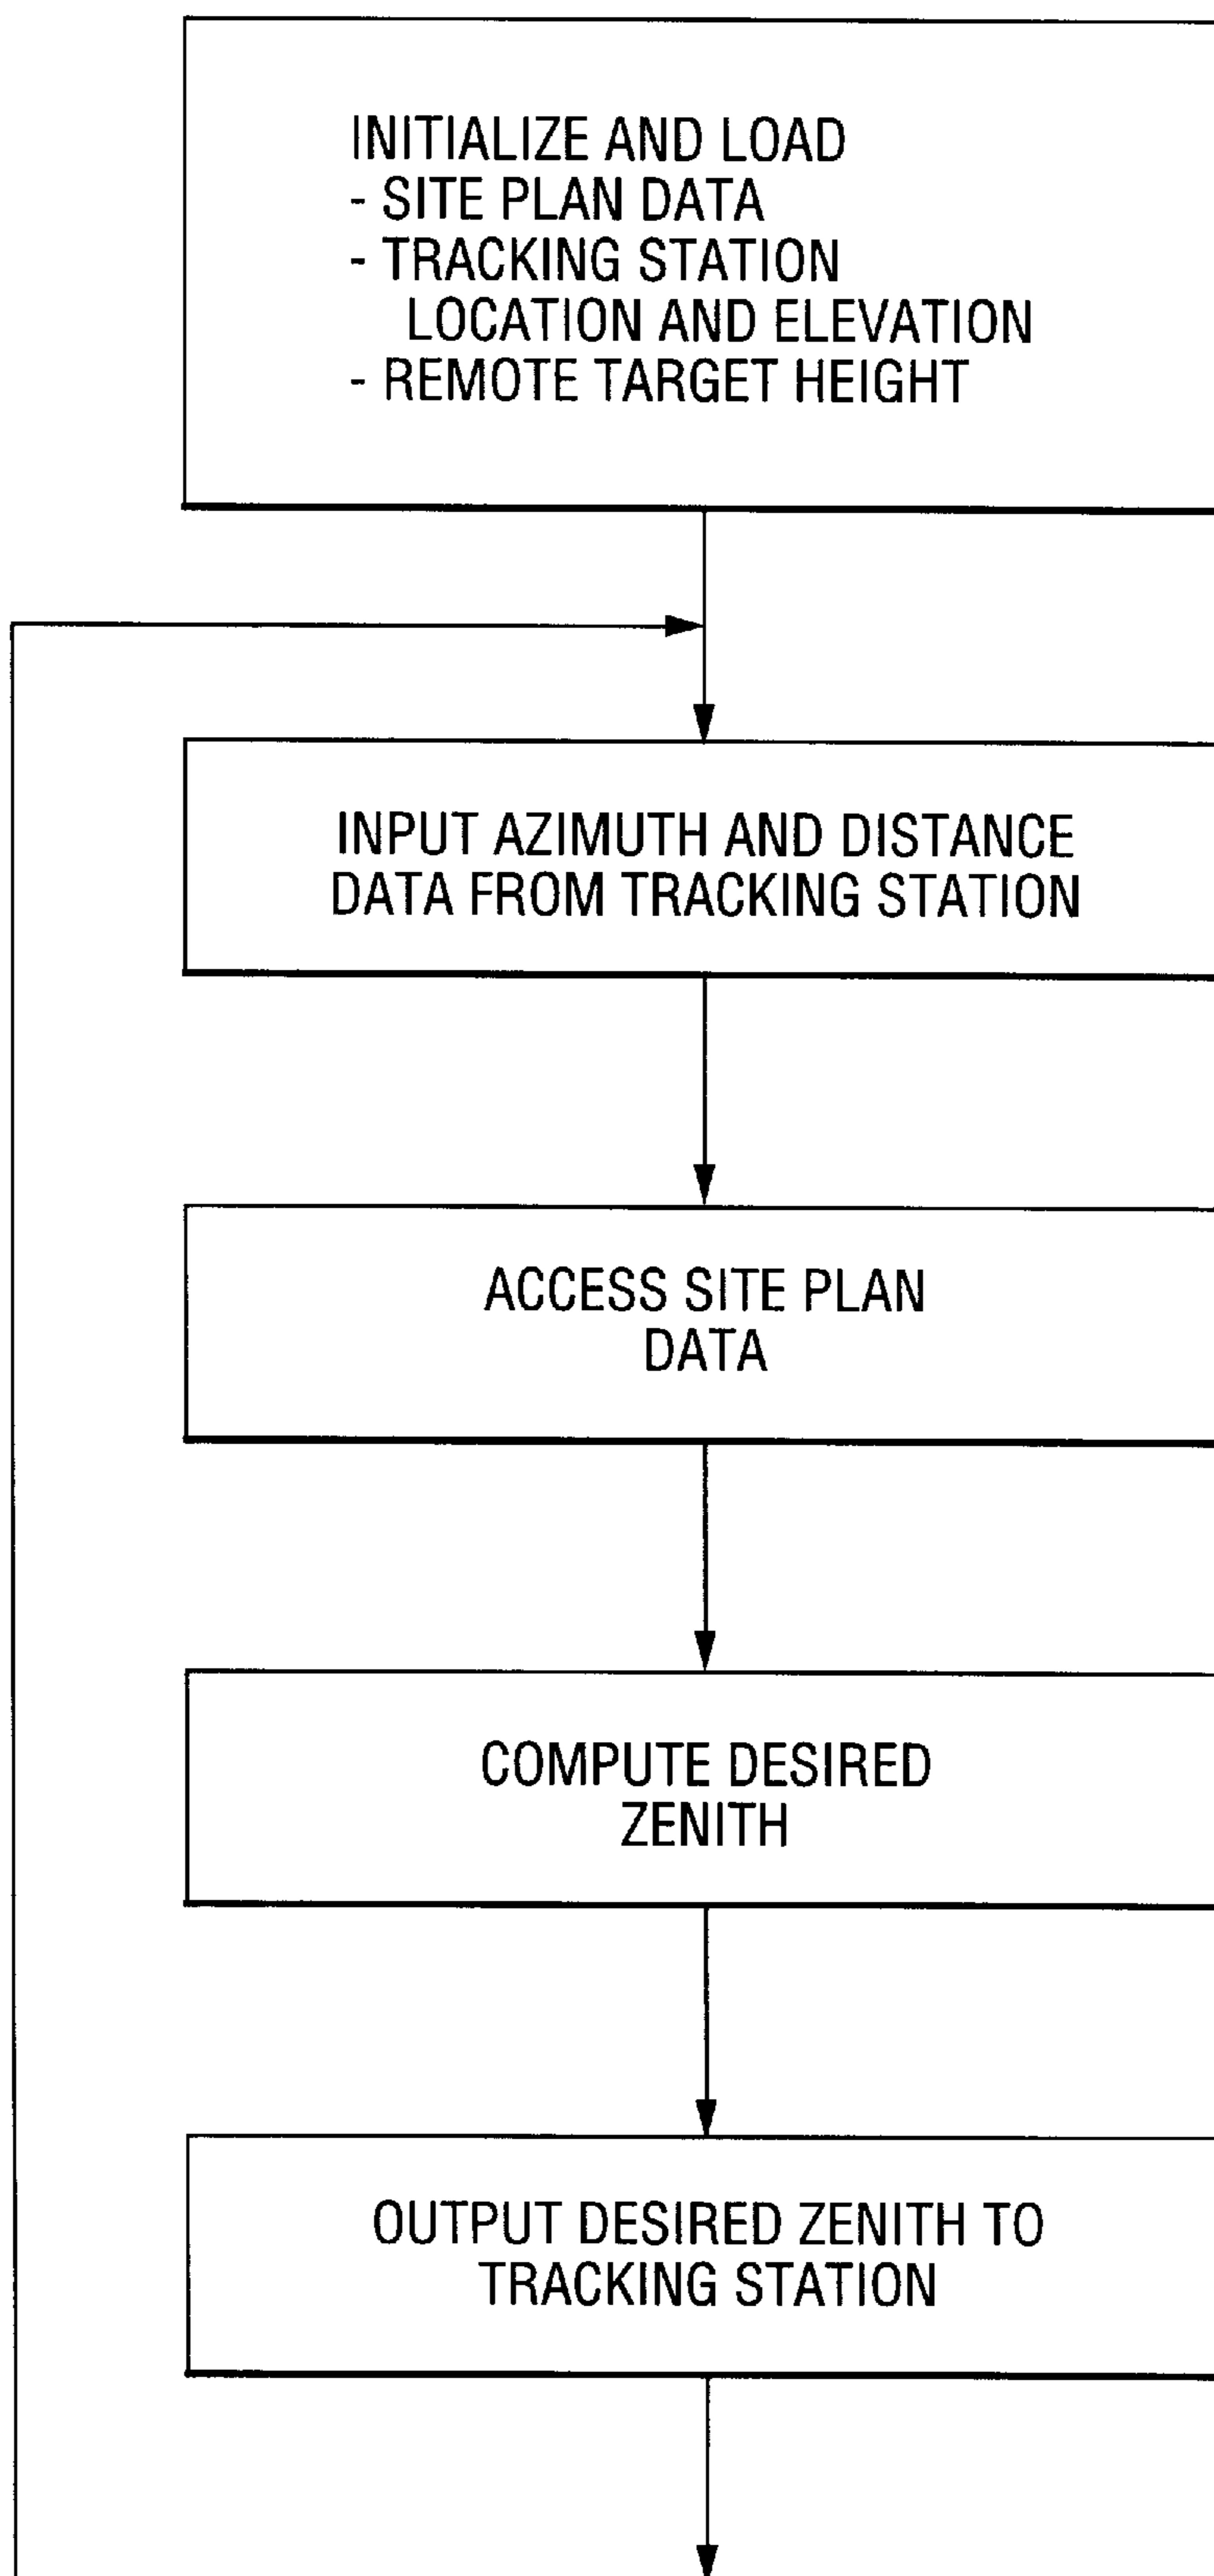 INITIALIZE AND LOAD
- SITE PLAN DATA
- TRACKING STATION
LOCATION AND ELEVATION
- REMOTE TARGET HEIGHT
INPUT AZIMUTH AND DISTANCE
DATA FROM TRACKING STATION
ACCESS SITE PLAN
DATA
COMPUTE DESIRED
ZENITH
OUTPUT DESIRED ZENITH TO
TRACKING STATION